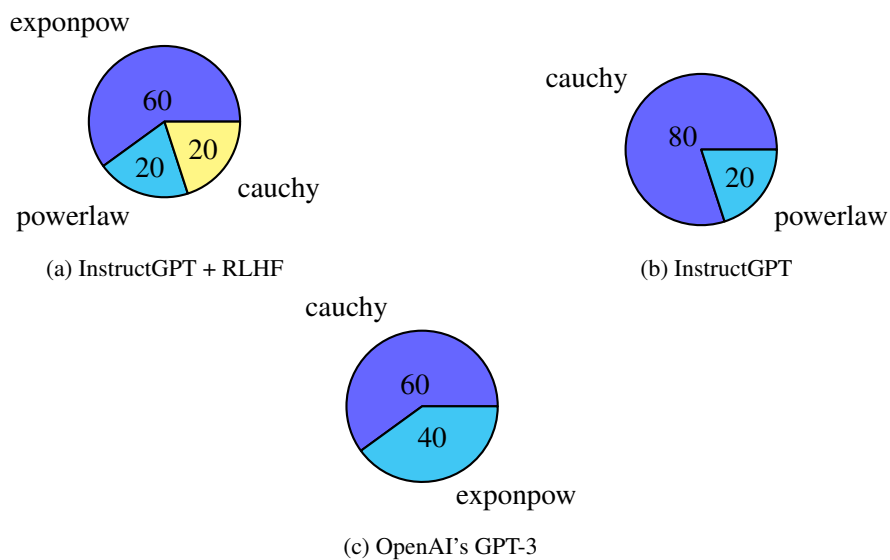 exponpow
60
20
20
cauchy
powerlaw
(a) InstructGPT + RLHF
cauchy
80
20
powerlaw
(b) InstructGPT
cauchy
60
40
exponpow
(c) OpenAI's GPT-3